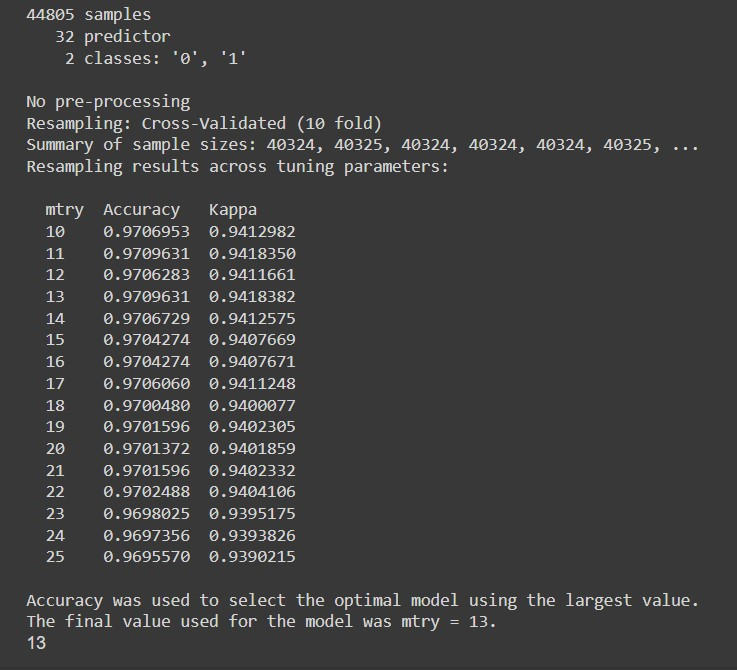 44805 samples
32 predictor
2 classes: '0', '1'
No pre-processing
Resampling: Cross-Validated (10 fold)
Summary of sample sizes: 40324, 40325, 40324, 40324, 40324, 40325, ...
Resampling results across tuning parameters:
mtry Accuracy Kappa
10 0.9706953 0.9412982
11 0.9709631 0.9418350
12 0.9706283 0.9411661
13 0.9709631 0.9418382
14 0.9706729 0.9412575
15 0.9704274 0.9407669
16 0.9704274 0.9407671
17 0.9706060 0.9411248
18 0.9700480 0.9400077
19 0.9701596 0.9402305
20 0.9701372 0.9401859
21 0.9701596 0.9402332
22 0.9702488 0.9404106
23 0.9698025 0.9395175
24 0.9697356 0.9393826
25 0.9695570 0.9390215
Accuracy was used to select the optimal model using the largest value.
The final value used for the model was mtry = 13.
13